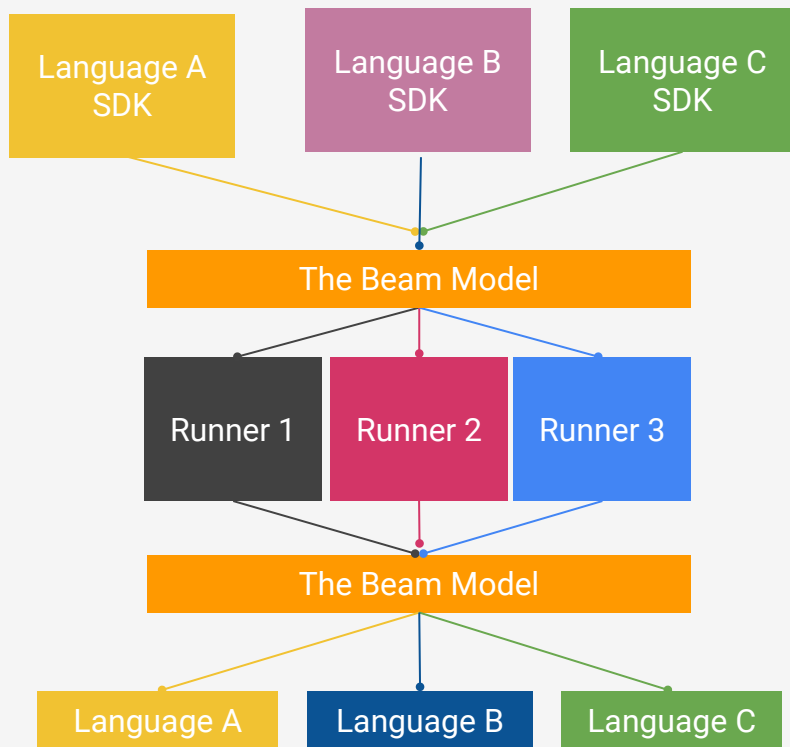 Language A
SDK
Language B
SDK
Language C
SDK
The Beam Model
Runner 1
Runner 2
Runner 3
The Beam Model
Language A
Language B
Language C